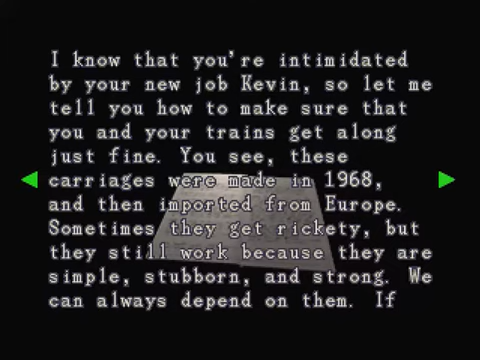 I know that you're intimidated
by your new job Kevin, so let me
tell you how to make sure that
you and your trains get along
just fine. You see, these
carriages were made in 1968,
and then imported from Europe.
Sometimes they get rickety, but
they still work because they are
simple, stubborn, and strong. We
can always depend on them. If